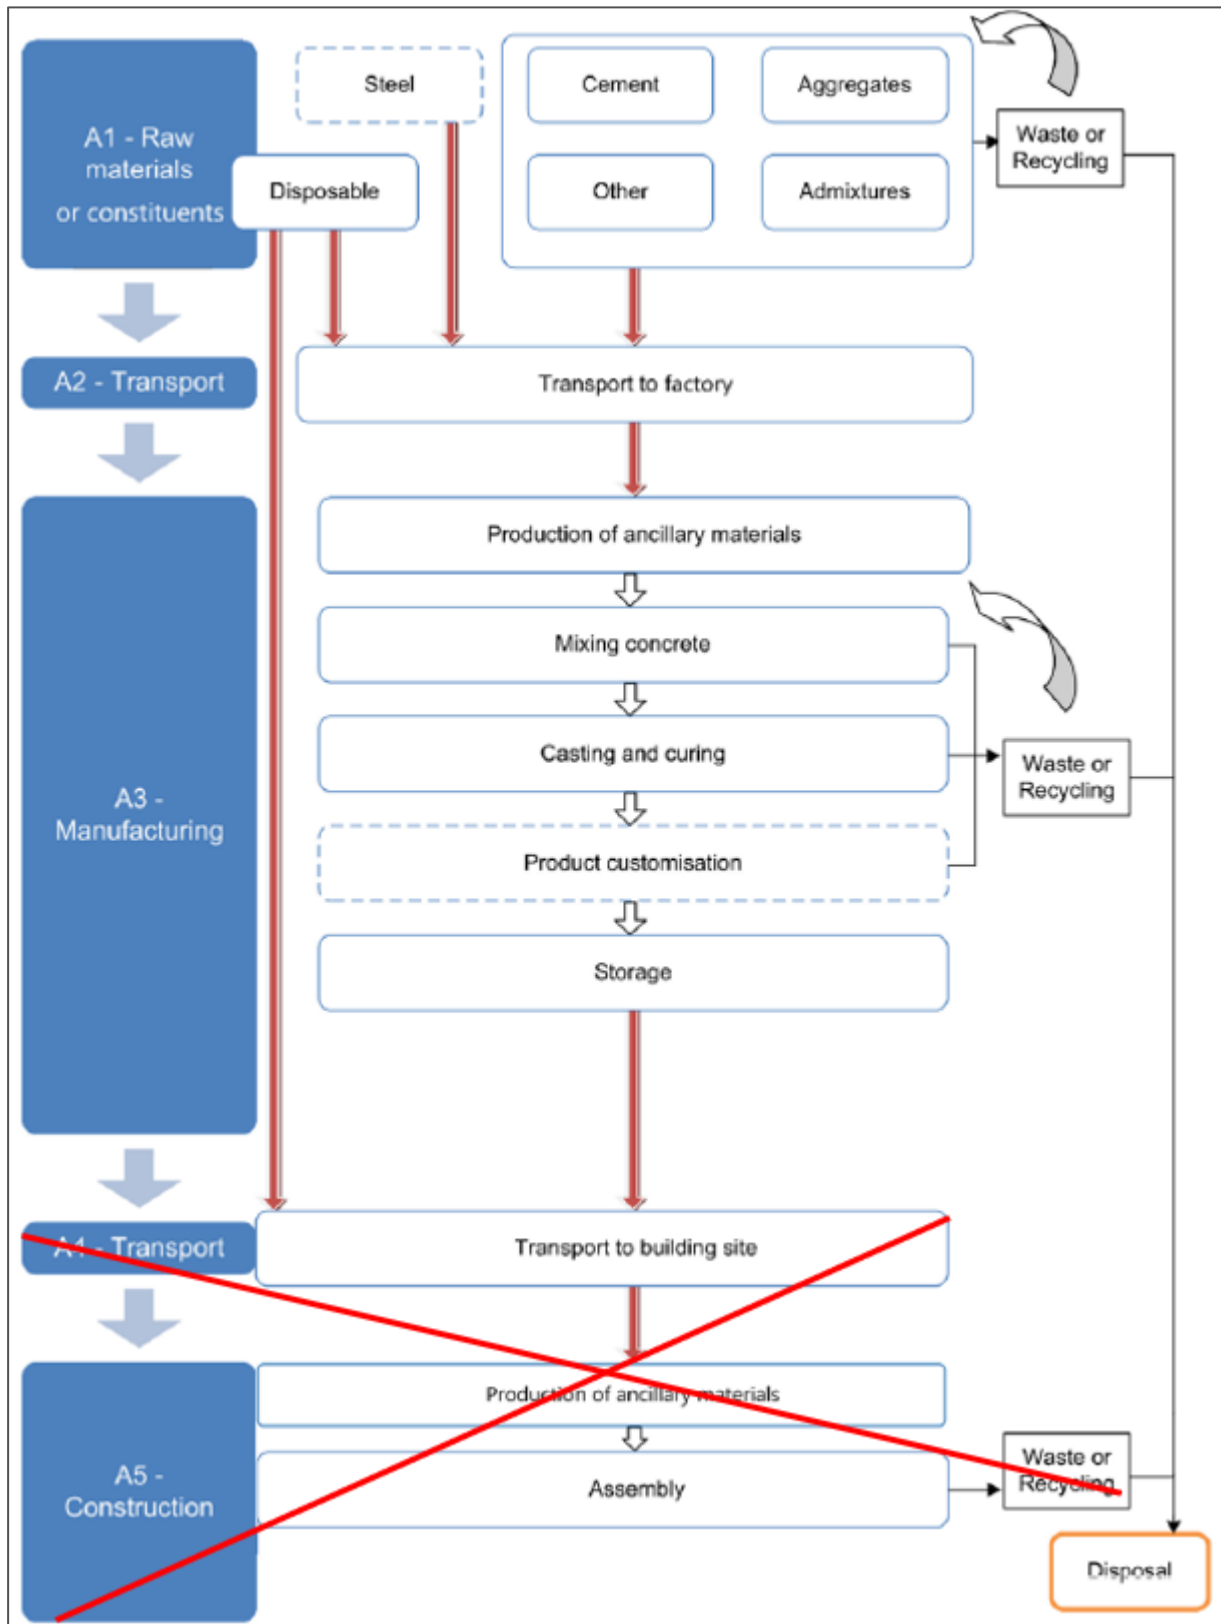 A1 - Raw
materials
or constituents
Steel
Disposable
Cement
Aggregates
Other
Admixtures
Waste or
Recycling
A2 - Transport
Transport to factory
A3 -
Manufacturing
Production of ancillary materials
Mixing concrete
Casting and curing
Product customisation
Storage
Waste or
Recycling
A4 - Transport
Transport to building site
A5 -
Construction
Production of ancillary materials
Assembly
Waste or
Recycling
Disposal